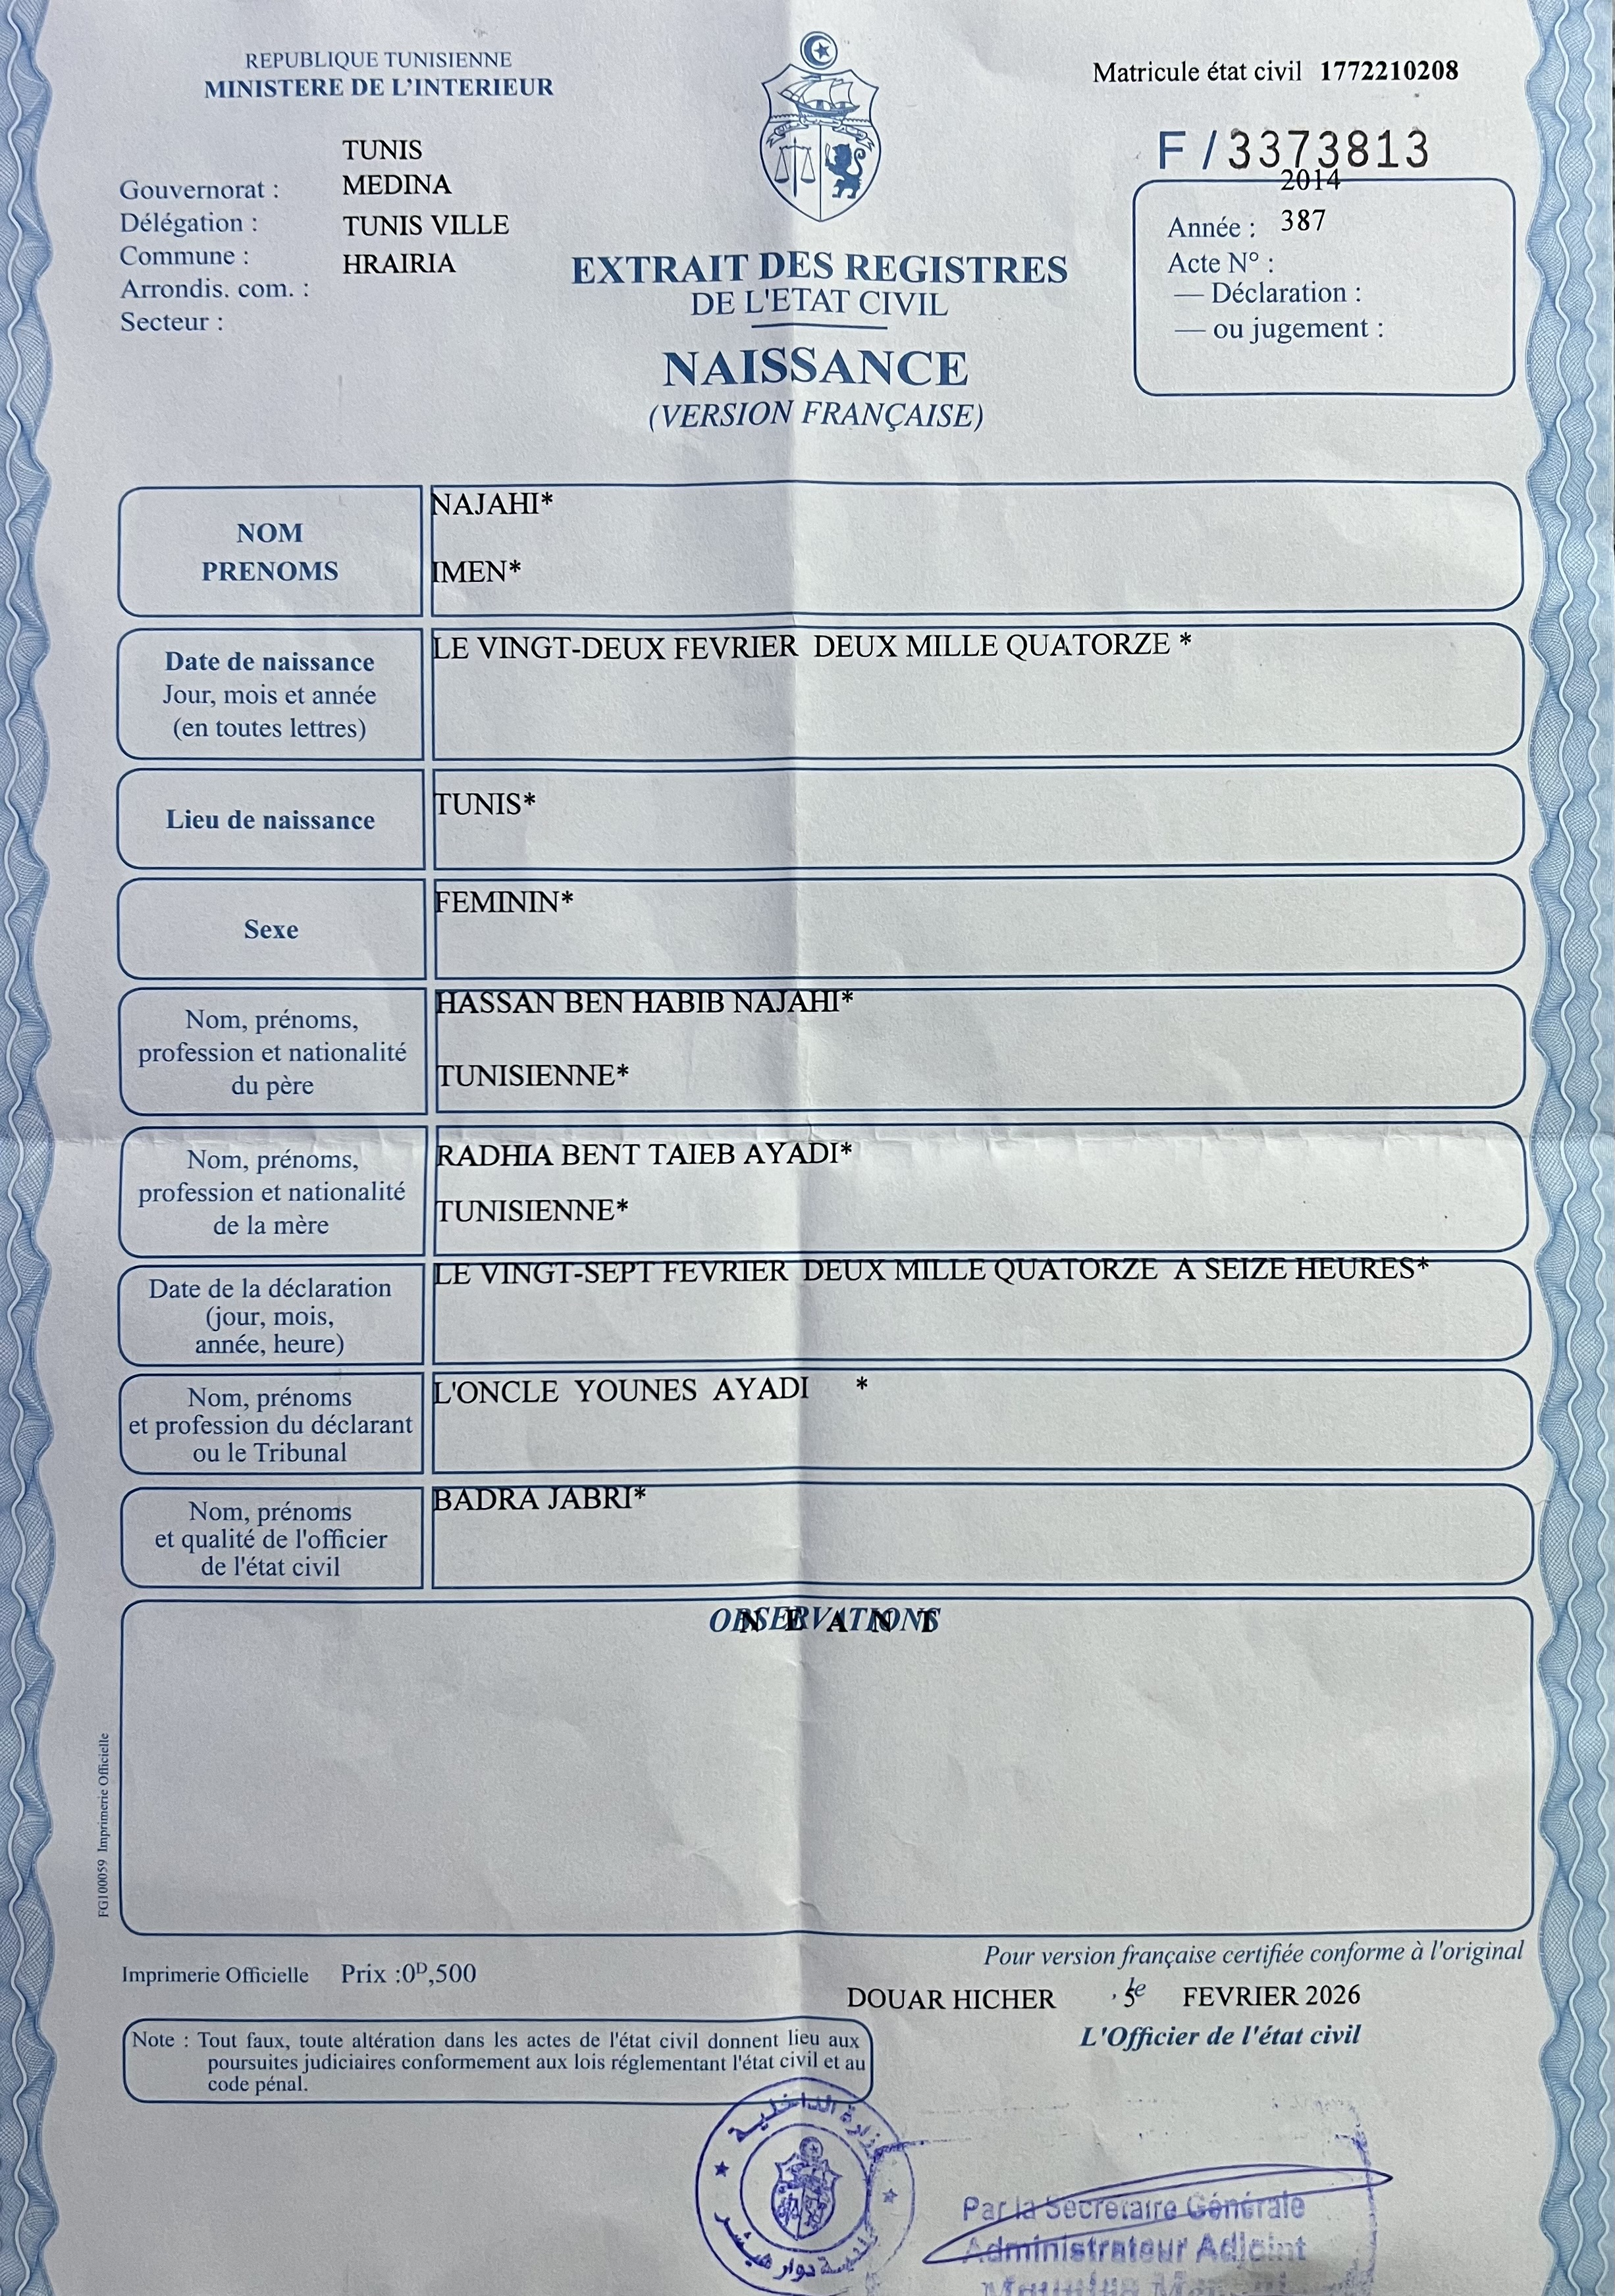 REPUBLIQUE TUNISIENNE
MINISTERE DE L'INTERIEUR
Matricule état civil 1772210208
F / 3373813
TUNIS
Gouvernorat : MEDINA
Délégation : TUNIS VILLE
Commune : HRAIRIA
Arrondis. com. :
Secteur :
2014
Année : 387
Acte N° :
— Déclaration :
— ou jugement :
EXTRAIT DES REGISTRES
DE L'ETAT CIVIL
NAISSANCE
(VERSION FRANÇAISE)
NOM
PRENOMS
NAJAHI*
IMEN*
Date de naissance
Jour, mois et année
(en toutes lettres)
LE VINGT-DEUX FEVRIER DEUX MILLE QUATORZE *
Lieu de naissance
TUNIS*
Sexe
FEMININ*
Nom, prénoms,
profession et nationalité
du père
HASSAN BEN HABIB NAJAHI*
TUNISIENNE*
Nom, prénoms,
profession et nationalité
de la mère
RADHIA BENT TAIEB AYADI*
TUNISIENNE*
Date de la déclaration
(jour, mois,
année, heure)
LE VINGT-SEPT FEVRIER DEUX MILLE QUATORZE A SEIZE HEURES*
Nom, prénoms
et profession du déclarant
ou le Tribunal
L'ONCLE YOUNES AYADI *
Nom, prénoms
et qualité de l'officier
de l'état civil
BADRA JABRI*
OBSERVATIONS
N E A N T
FG100059 Imprimerie Officielle
Imprimerie Officielle Prix :0ᴰ,500
Pour version française certifiée conforme à l'original
DOUAR HICHER , le 5 FEVRIER 2026
L'Officier de l'état civil
Note : Tout faux, toute altération dans les actes de l'état civil donnent lieu aux
poursuites judiciaires conformement aux lois réglementant l'état civil et au
code pénal.
وزارة الداخلية
دوار هيشر
Par la Secrétaire Générale
Administrateur Adjoint